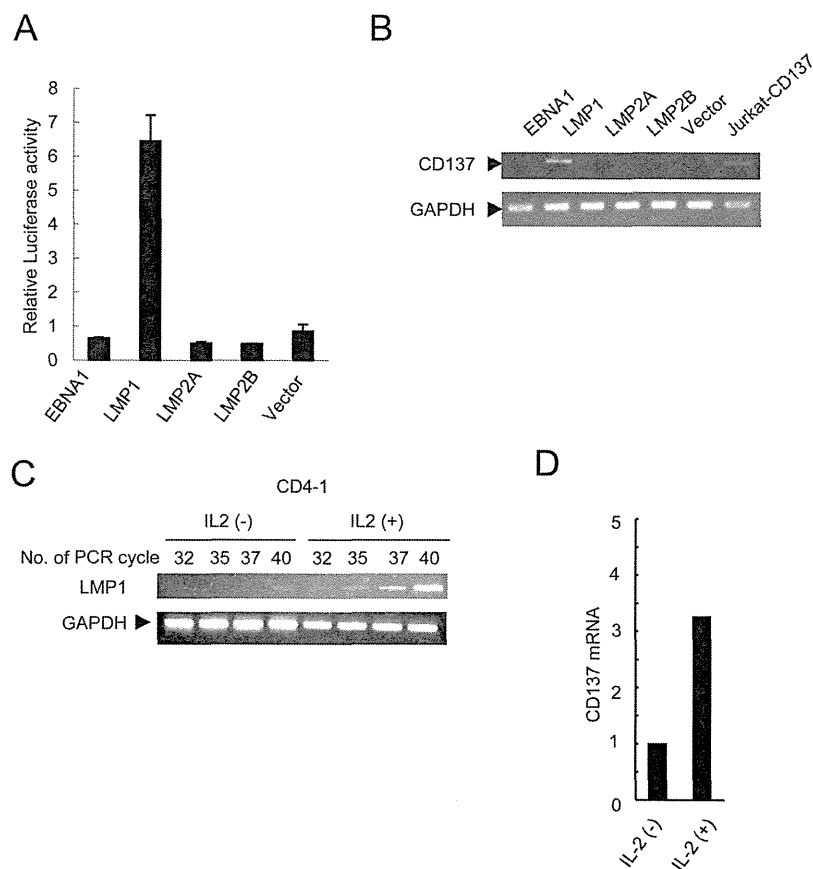 A
Relative Luciferase activity
8
7
6
5
4
3
2
1
0
EBNA1
LMP1
LMP2A
LMP2B
Vector
B
EBNA1
LMP1
LMP2A
LMP2B
Vector
Jurkat-CD137
CD137
GAPDH
C
CD4-1
IL2 (-) IL2 (+)
No. of PCR cycle 32 35 37 40 32 35 37 40
LMP1
GAPDH
D
CD137 mRNA
5
4
3
2
1
0
IL-2 (-)
IL-2 (+)